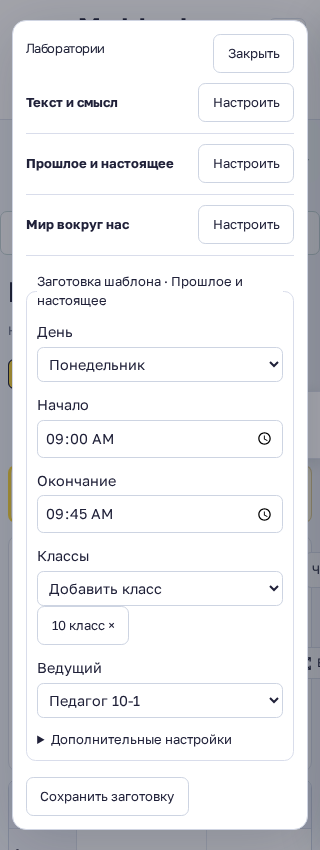 Лаборатории
Закрыть
Текст и смысл
Настроить
Прошлое и настоящее
Настроить
Мир вокруг нас
Настроить
Заготовка шаблона · Прошлое и
настоящее
День
Понедельник
Начало
09:00 AM
Окончание
09:45 AM
Классы
Добавить класс
10 класс ×
Ведущий
Педагог 10-1
Дополнительные настройки
Сохранить заготовку